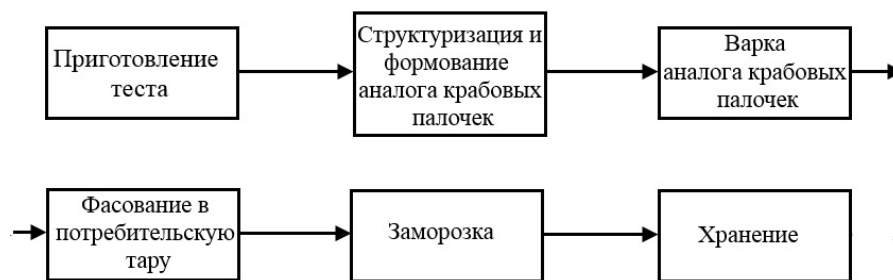 Приготовление
теста
Структуризация и
формование
аналога крабовых
палочек
Варка
аналога крабовых
палочек
Фасование в
потребительскую
тару
Заморозка
Хранение